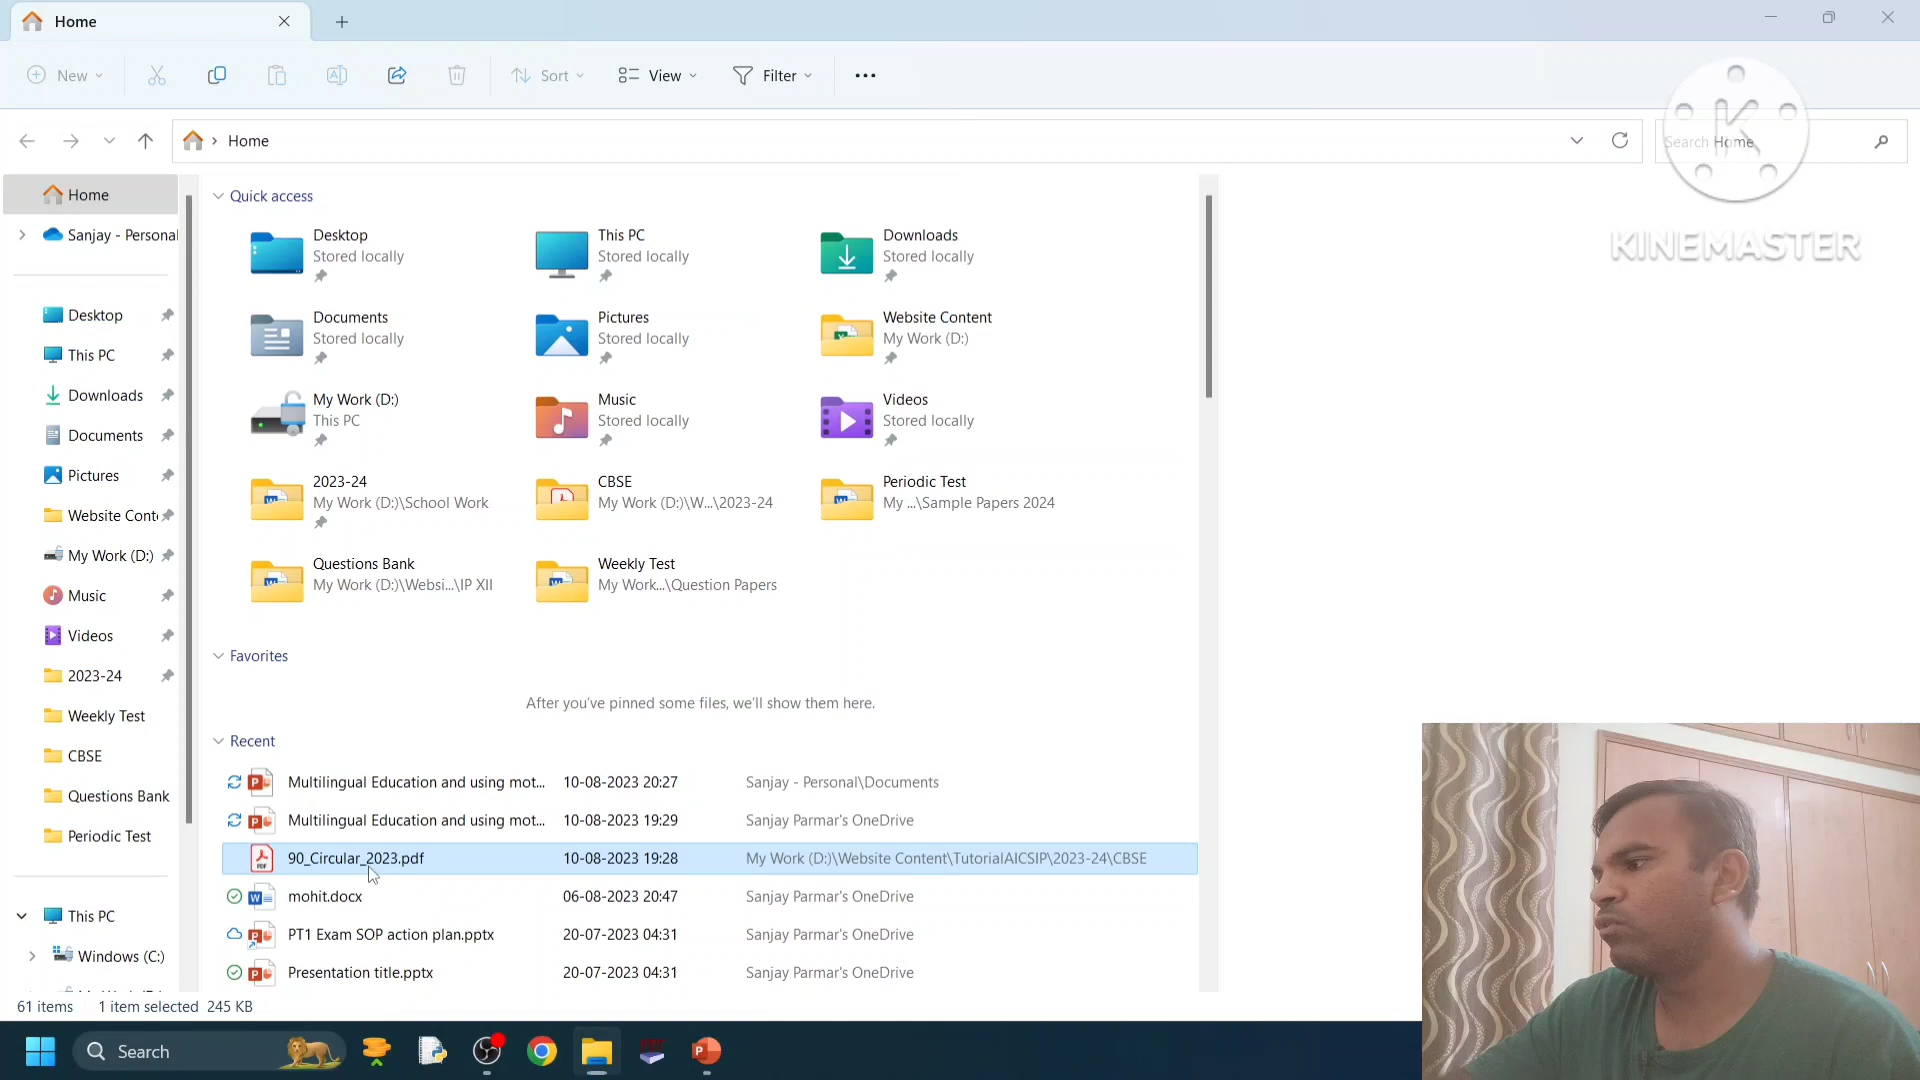 Home
New
Sort
View
Filter
Home
Search Home
K
KINEMASTER
Home
Sanjay - Personal
Desktop
This PC
Downloads
Documents
Pictures
Website Conte
My Work (D:)
Music
Videos
2023-24
Weekly Test
CBSE
Questions Bank
Periodic Test
This PC
Windows (C:)
Quick access
Desktop
Stored locally
This PC
Stored locally
Downloads
Stored locally
Documents
Stored locally
Pictures
Stored locally
Website Content
My Work (D:)
My Work (D:)
This PC
Music
Stored locally
Videos
Stored locally
2023-24
My Work (D:)\School Work
CBSE
My Work (D:)\W...\2023-24
Periodic Test
My ...\Sample Papers 2024
Questions Bank
My Work (D:)\Websi...\IP XII
Weekly Test
My Work...\Question Papers
Favorites
After you've pinned some files, we'll show them here.
Recent
Multilingual Education and using mot... 10-08-2023 20:27 Sanjay - Personal\Documents
Multilingual Education and using mot... 10-08-2023 19:29 Sanjay Parmar's OneDrive
90_Circular_2023.pdf 10-08-2023 19:28 My Work (D:)\Website Content\TutorialAICSIP\2023-24\CBSE
mohit.docx 06-08-2023 20:47 Sanjay Parmar's OneDrive
PT1 Exam SOP action plan.pptx 20-07-2023 04:31 Sanjay Parmar's OneDrive
Presentation title.pptx 20-07-2023 04:31 Sanjay Parmar's OneDrive
61 items 1 item selected 245 KB
Search